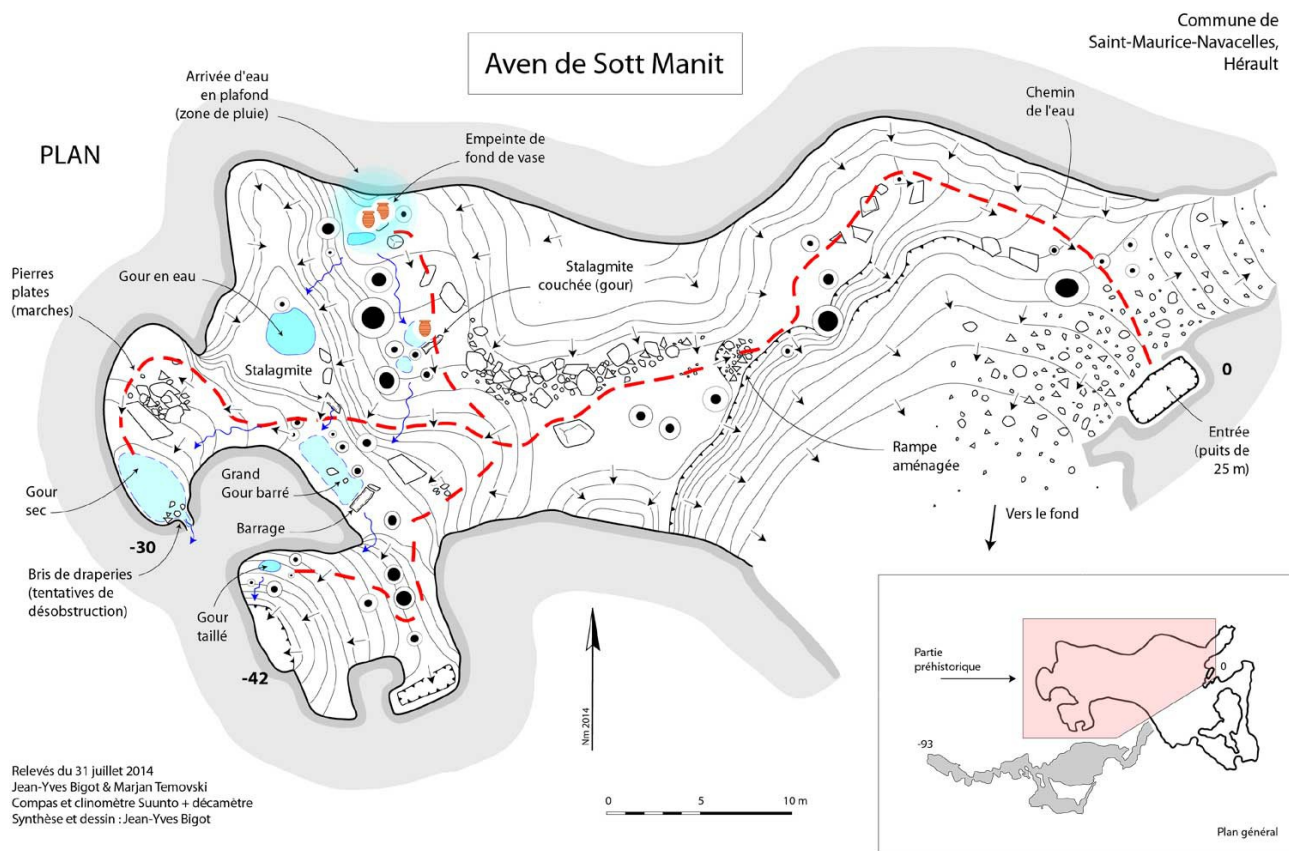 Aven de Sott Manit
Commune de
Saint-Maurice-Navacelles,
Hérault
PLAN
Arrivée d'eau
en plafond
(zone de pluie)
Empeinte de
fond de vase
Chemin
de l'eau
Pierres
plates
(marches)
Gour en eau
Stalagmite
couchée (gour)
Stalagmite
0
Entrée
(puits de
25 m)
Rampe
aménagée
Gour
sec
Grand
Gour barré
Barrage
Vers le fond
-30
Bris de draperies
(tentatives de
désobstruction)
Gour
taillé
-42
Nm 2014
Partie
préhistorique
0
-93
Plan général
Relevés du 31 juillet 2014
Jean-Yves Bigot & Marjan Temovski
Compas et clinomètre Suunto + décamètre
Synthèse et dessin : Jean-Yves Bigot
0 5 10 m